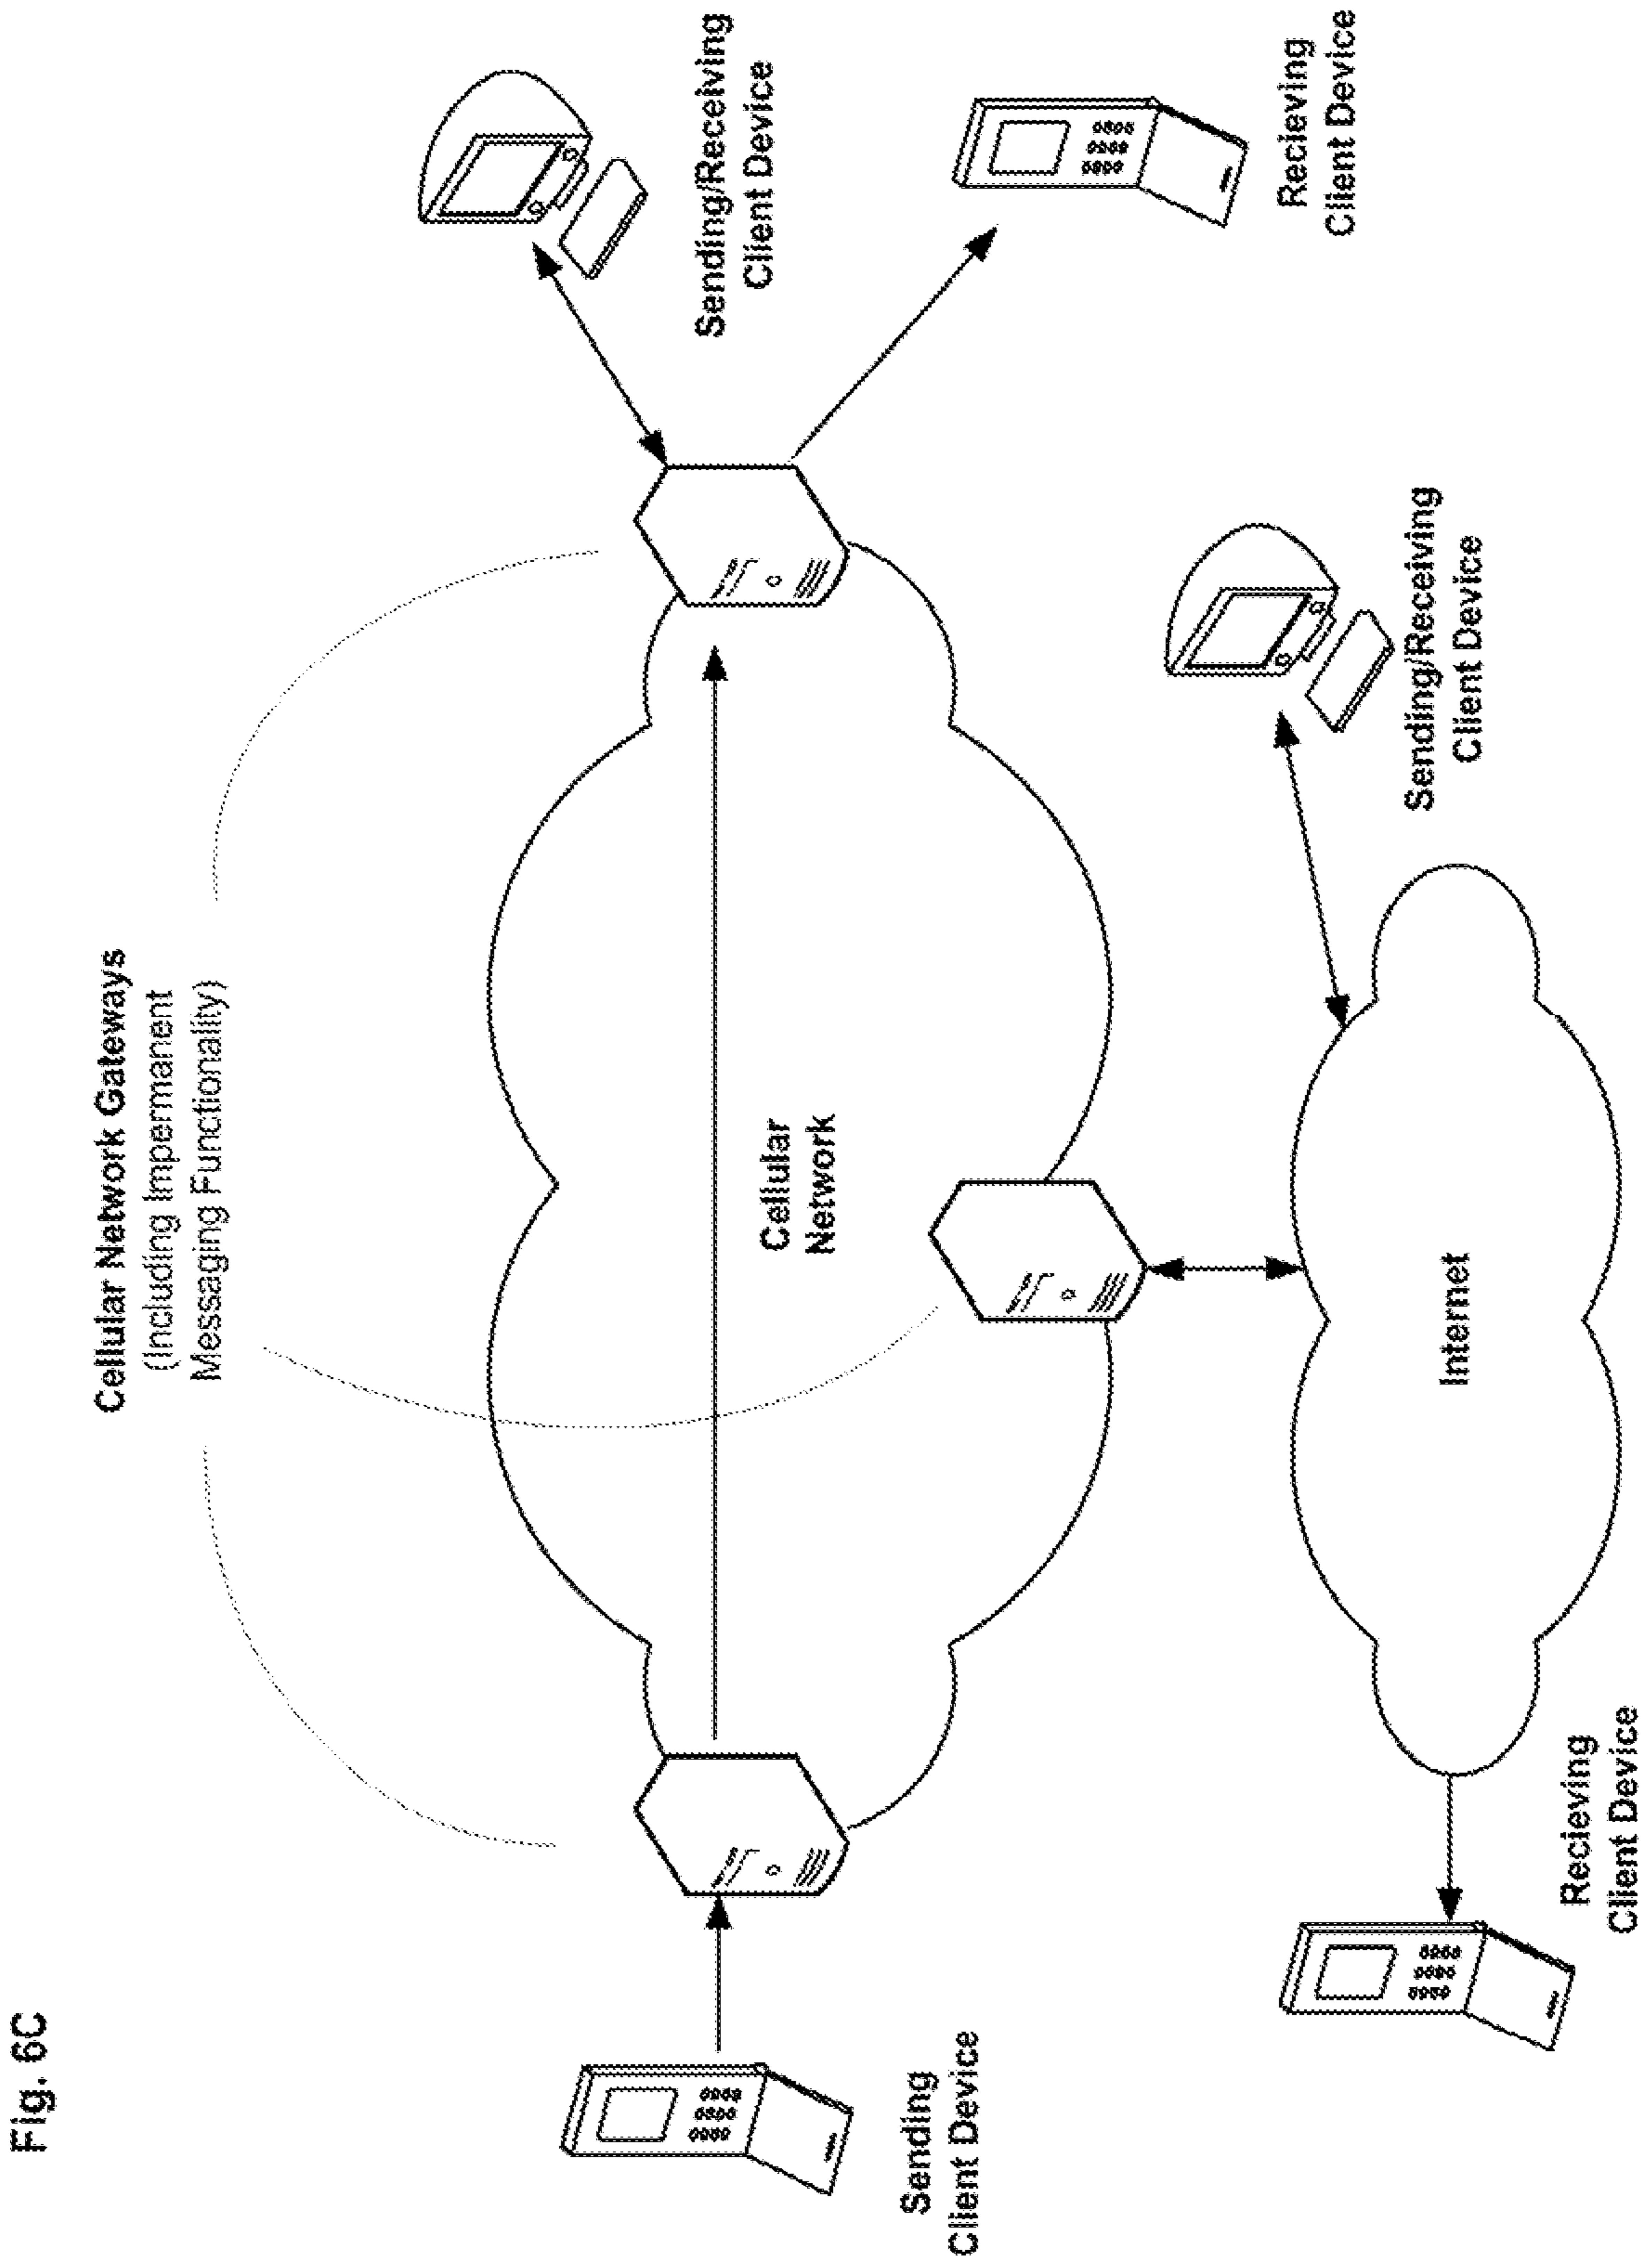 Fig. 6C
Cellular Network Gateways
(Including Impermanent
Messaging Functionality)
Sending/Receiving
Client Device
Cellular
Network
Sending
Client Device
Recieving
Client Device
Sending/Receiving
Client Device
Internet
Recieving
Client Device